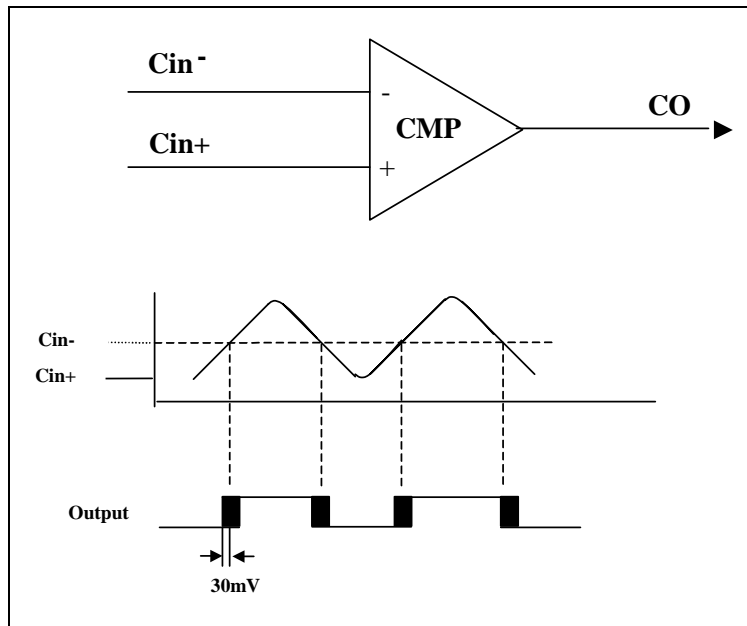 Cin-
CO
-
CMP
Cin+
+
Cin-
Cin+
Output
30mV